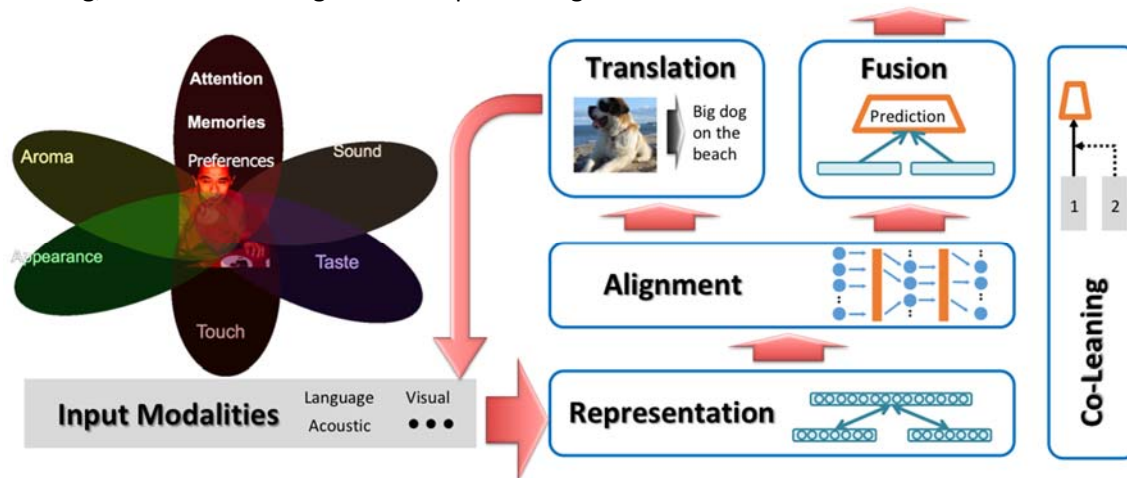 Attention
Memories
Preferences
Aroma
Sound
Appearance
Taste
Touch
Input Modalities
Language Visual
Acoustic
Translation
Big dog
on the
beach
Fusion
Prediction
Alignment
Representation
1 2
Co-Leaning